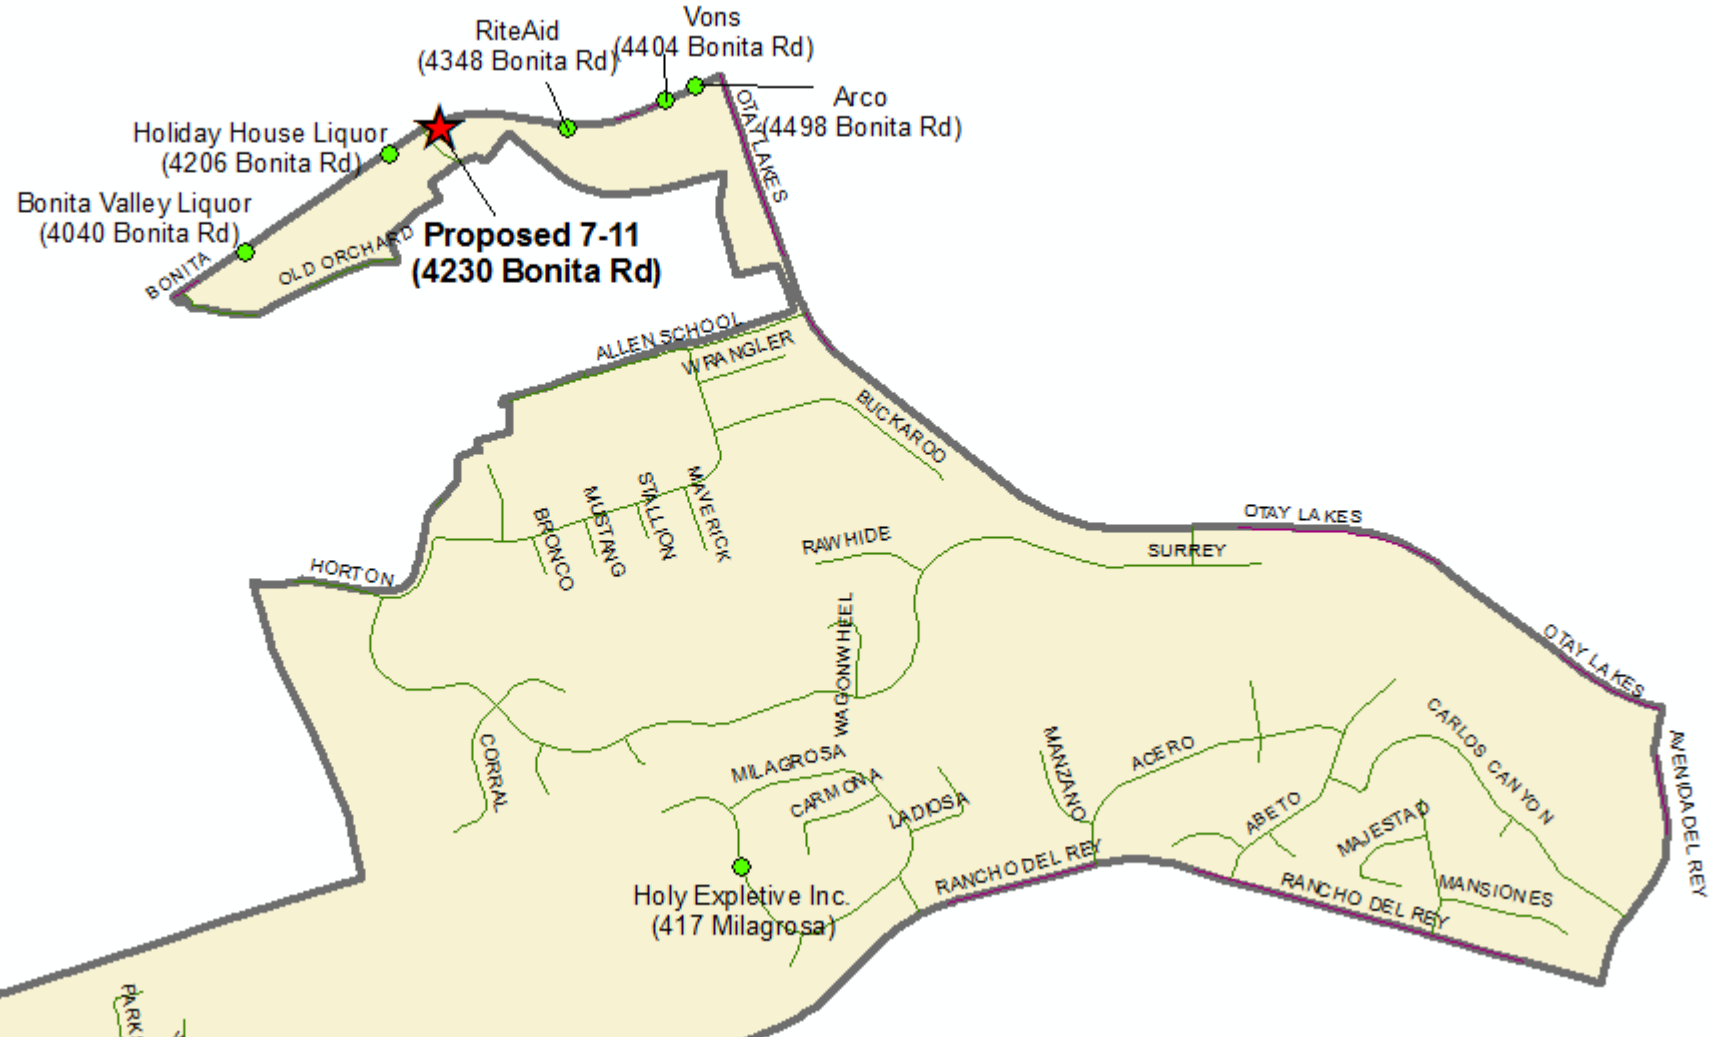 Vons
(4404 Bonita Rd)
RiteAid
(4348 Bonita Rd)
Arco
(4498 Bonita Rd)
Holiday House Liquor
(4206 Bonita Rd)
Bonita Valley Liquor
(4040 Bonita Rd)
Proposed 7-11
(4230 Bonita Rd)
BONITA
OLD ORCHARD
OTAY LAKES
ALLEN SCHOOL
WRANGLER
BUCKAROO
MAVERICK
STALLION
MUSTANG
BRONCO
HORTON
RAWHIDE
OTAY LAKES
SURREY
WAGONWHEEL
OTAY LAKES
CORRAL
MILAGROSA
CARMONA
LADIOSA
MANZANO
ACERO
ABETO
CARLOS CANYON
MAJESTAD
AVENIDA DEL REY
RANCHO DEL REY
RANCHO DEL REY
MANSIONES
Holy Expletive Inc.
(417 Milagrosa)
PARK